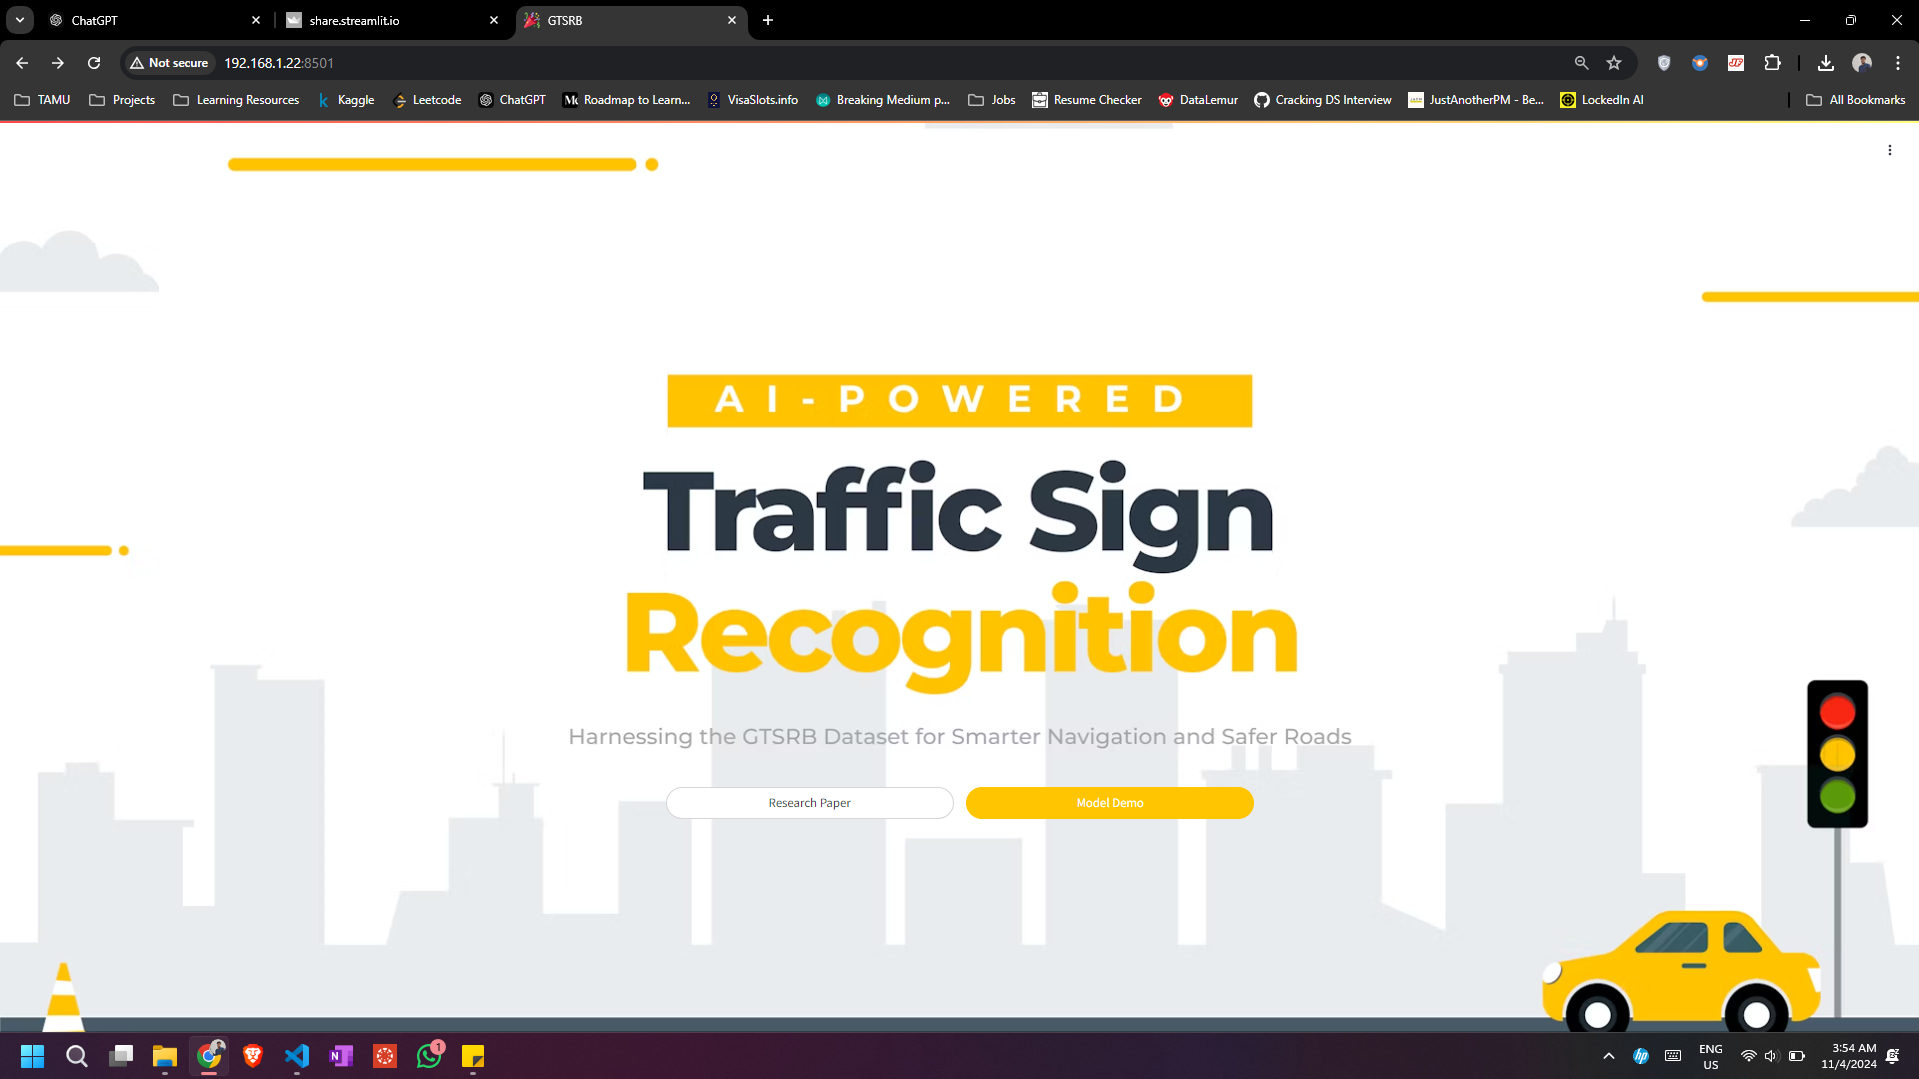 ChatGPT
share.streamlit.io
GTSRB
Not secure
192.168.1.22:8501
TAMU
Projects
Learning Resources
Kaggle
Leetcode
ChatGPT
Roadmap to Learn...
VisaSlots.info
Breaking Medium p...
Jobs
Resume Checker
DataLemur
Cracking DS Interview
JustAnotherPM - Be...
LockedIn AI
All Bookmarks
AI-POWERED
Traffic Sign
Recognition
Harnessing the GTSRB Dataset for Smarter Navigation and Safer Roads
Research Paper
Model Demo
1
ENG
US
3:54 AM
11/4/2024